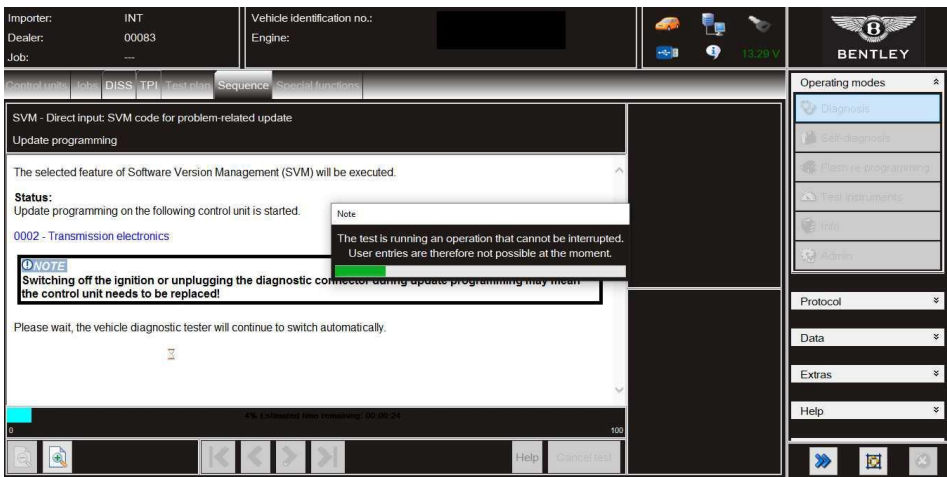 Importer: INT
Dealer: 00083
Job: ---
Vehicle identification no.:
Engine:
13.29 V
B
BENTLEY
Control units Jobs DISS TPI Test plan Sequence Special functions
SVM - Direct input: SVM code for problem-related update
Update programming
The selected feature of Software Version Management (SVM) will be executed.
Status:
Update programming on the following control unit is started.
0002 - Transmission electronics
NOTE
Switching off the ignition or unplugging the diagnostic connector during update programming may mean
the control unit needs to be replaced!
Please wait, the vehicle diagnostic tester will continue to switch automatically.
Note
The test is running an operation that cannot be interrupted.
User entries are therefore not possible at the moment.
4% Estimated time remaining: 00:00:24
0 100
Help Cancel test
Operating modes
Diagnosis
Self-diagnosis
Flash re-programming
Test instruments
Info
Admin
Protocol
Data
Extras
Help